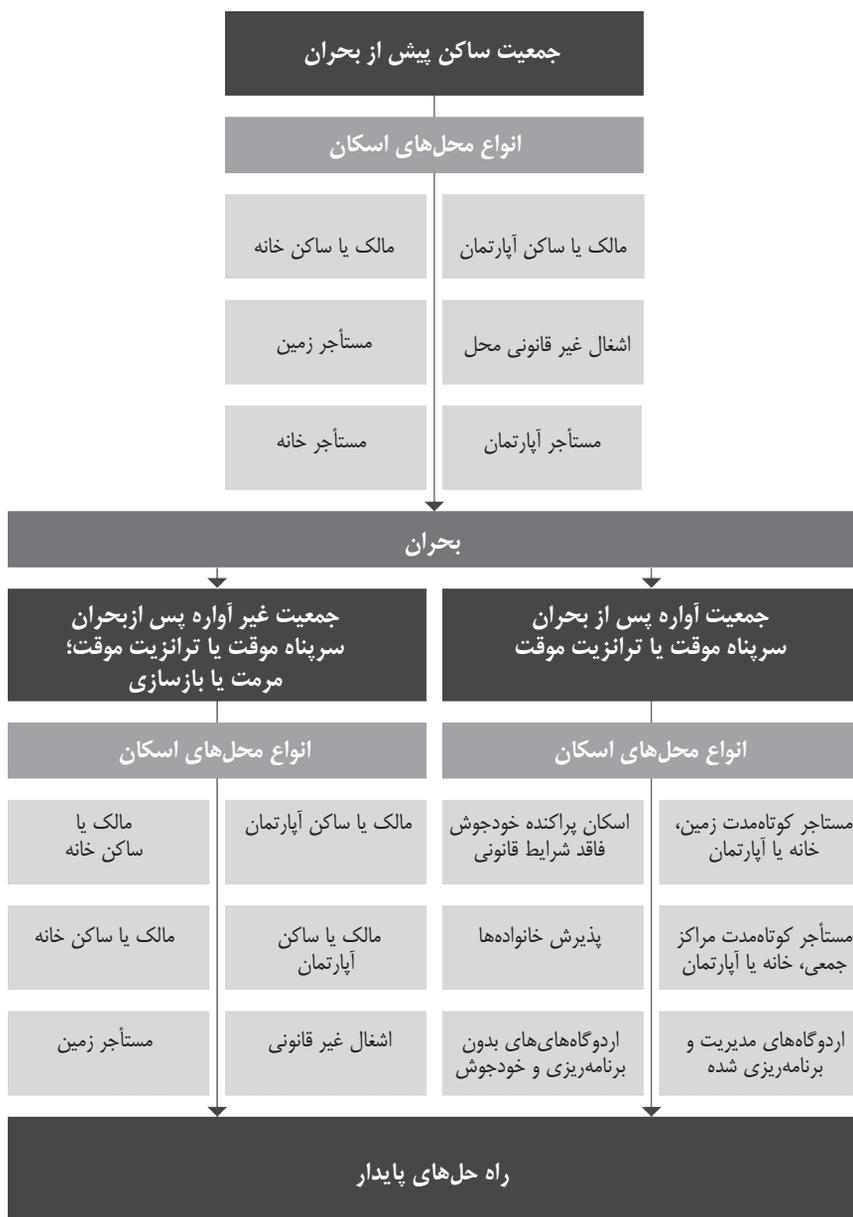 جمعیت ساکن پیش از بحران
انواع محل‌های اسکان
مالک یا ساکن آپارتمان
مالک یا ساکن خانه
اشغال غیر قانونی محل
مستأجر زمین
مستأجر آپارتمان
مستأجر خانه
بحران
جمعیت آواره پس از بحران
سرپناه موقت یا ترانزیت موقت
انواع محل‌های اسکان
مستاجر کوتاه‌مدت زمین،
خانه یا آپارتمان
اسکان پراکنده خودجوش
فاقد شرایط قانونی
مستأجر کوتاه‌مدت مراکز
جمعی، خانه یا آپارتمان
پذیرش خانواده‌ها
اردوگاه‌های مدیریت و
برنامه‌ریزی شده
اردوگاه‌های‌های بدون
برنامه‌ریزی و خودجوش
جمعیت غیر آواره پس ازبحران
سرپناه موقت یا ترانزیت موقت؛
مرمت یا بازسازی
انواع محل‌های اسکان
مالک یا ساکن آپارتمان
مالک یا
ساکن خانه
مالک یا ساکن
آپارتمان
مالک یا ساکن خانه
اشغال غیر قانونی
مستأجر زمین
راه حل‌های پایدار